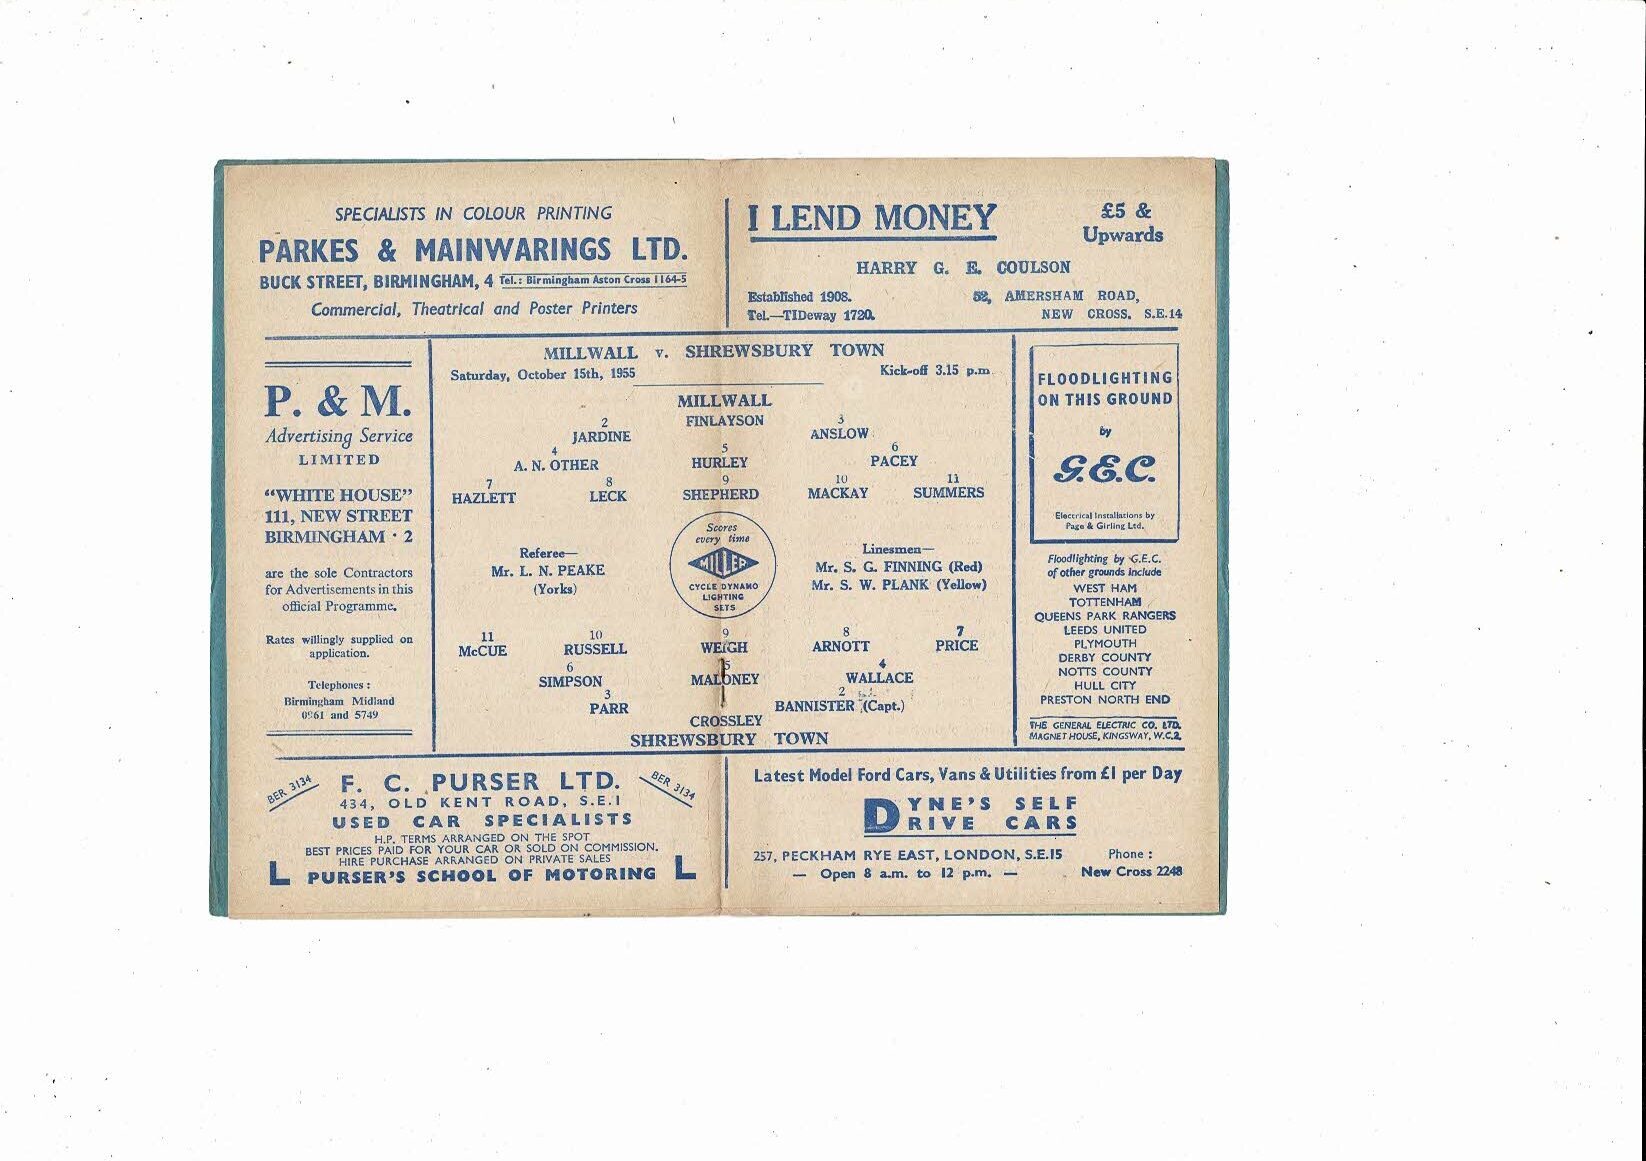 SPECIALISTS IN COLOUR PRINTING
PARKES & MAINWARINGS LTD.
BUCK STREET, BIRMINGHAM, 4 Tel.: Birmingham Aston Cross 1164-5
Commercial, Theatrical and Poster Printers
I LEND MONEY
£5 &
Upwards
HARRY G. E. COULSON
Established 1908. 52, AMERSHAM ROAD,
Tel.—TIDeway 1720. NEW CROSS. S.E.14
P. & M.
Advertising Service
LIMITED
"WHITE HOUSE"
111, NEW STREET
BIRMINGHAM · 2
are the sole Contractors
for Advertisements in this
official Programme.
Rates willingly supplied on
application.
Telephones :
Birmingham Midland
0961 and 5749
MILLWALL v. SHREWSBURY TOWN
Saturday, October 15th, 1955 Kick-off 3.15 p.m.
MILLWALL
FINLAYSON
2 3
JARDINE ANSLOW
4 5 6
A. N. OTHER HURLEY PACEY
7 8 9 10 11
HAZLETT LECK SHEPHERD MACKAY SUMMERS
Referee—
Mr. L. N. PEAKE
(Yorks)
Scores
every time
MILLER
CYCLE DYNAMO
LIGHTING
SETS
Linesmen—
Mr. S. G. FINNING (Red)
Mr. S. W. PLANK (Yellow)
11 10 9 8 7
McCUE RUSSELL WEIGH ARNOTT PRICE
6 5 4
SIMPSON MALONEY WALLACE
3 2
PARR BANNISTER (Capt.)
CROSSLEY
SHREWSBURY TOWN
FLOODLIGHTING
ON THIS GROUND
by
G.E.C.
Electrical Installations by
Page & Girling Ltd.
Floodlighting by G.E.C.
of other grounds include
WEST HAM
TOTTENHAM
QUEENS PARK RANGERS
LEEDS UNITED
PLYMOUTH
DERBY COUNTY
NOTTS COUNTY
HULL CITY
PRESTON NORTH END
THE GENERAL ELECTRIC CO. LTD.
MAGNET HOUSE, KINGSWAY, W.C.2.
BER 3134 F. C. PURSER LTD. BER 3134
434, OLD KENT ROAD, S.E.1
USED CAR SPECIALISTS
H.P. TERMS ARRANGED ON THE SPOT
BEST PRICES PAID FOR YOUR CAR OR SOLD ON COMMISSION.
HIRE PURCHASE ARRANGED ON PRIVATE SALES
L PURSER'S SCHOOL OF MOTORING L
Latest Model Ford Cars, Vans & Utilities from £1 per Day
DYNE'S SELF
DRIVE CARS
257, PECKHAM RYE EAST, LONDON, S.E.15 Phone :
— Open 8 a.m. to 12 p.m. — New Cross 2248